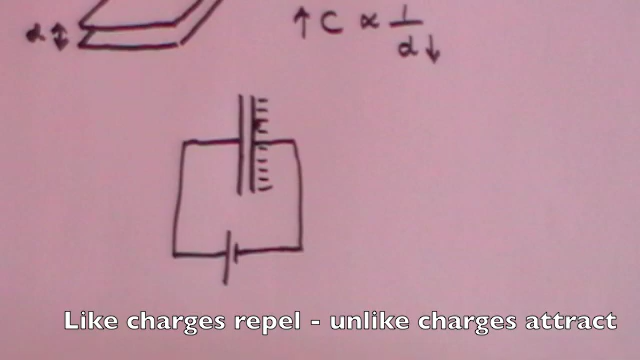 d
↑ C ∝ 1/d ↓
Like charges repel - unlike charges attract